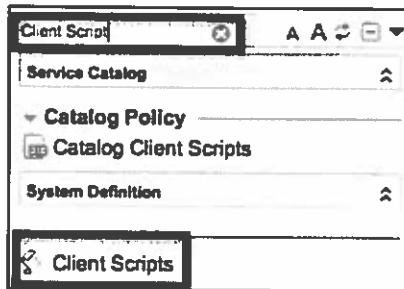 Client Script
A A
Service Catalog
Catalog Policy
Catalog Client Scripts
System Definition
Client Scripts